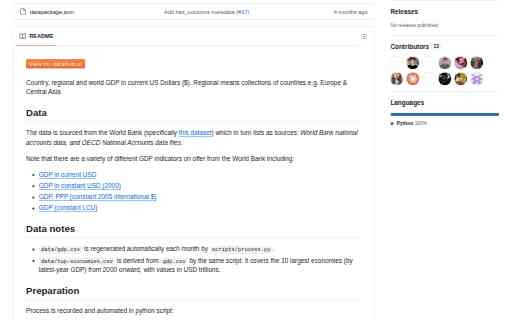 datapackage.json
Add has_columns metadata (#17)
4 months ago
README
Country, regional and world GDP in current US Dollars ($). Regional means collections of countries e.g. Europe &
Central Asia.
Data
The data is sourced from the World Bank (specifically this dataset) which in turn lists as sources: World Bank national
accounts data, and OECD National Accounts data files.
Note that there are a variety of different GDP indicators on offer from the World Bank including:
GDP in current USD
GDP in constant USD (2000)
GDP, PPP (constant 2005 international $)
GDP (constant LCU)
Data notes
data/gdp.csv is regenerated automatically each month by scripts/process.py.
data/top-economies.csv is derived from gdp.csv by the same script. It covers the 10 largest economies (by
latest-year GDP) from 2000 onward, with values in USD trillions.
Preparation
Process is recorded and automated in python script:
Releases
No releases published
Contributors 13
Languages
Python 100%